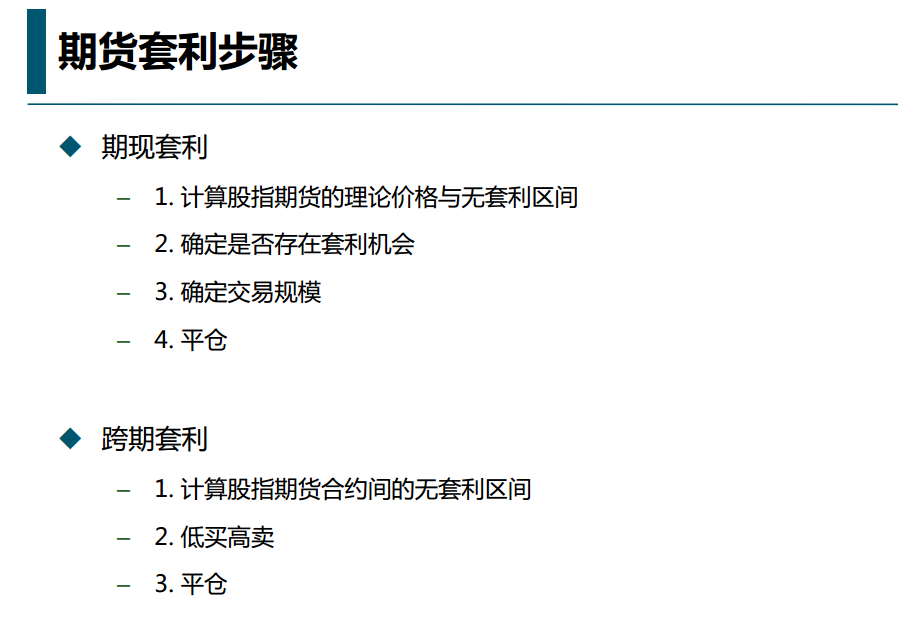 期货套利步骤
期现套利
– 1. 计算股指期货的理论价格与无套利区间
– 2. 确定是否存在套利机会
– 3. 确定交易规模
– 4. 平仓
跨期套利
– 1. 计算股指期货合约间的无套利区间
– 2. 低买高卖
– 3. 平仓